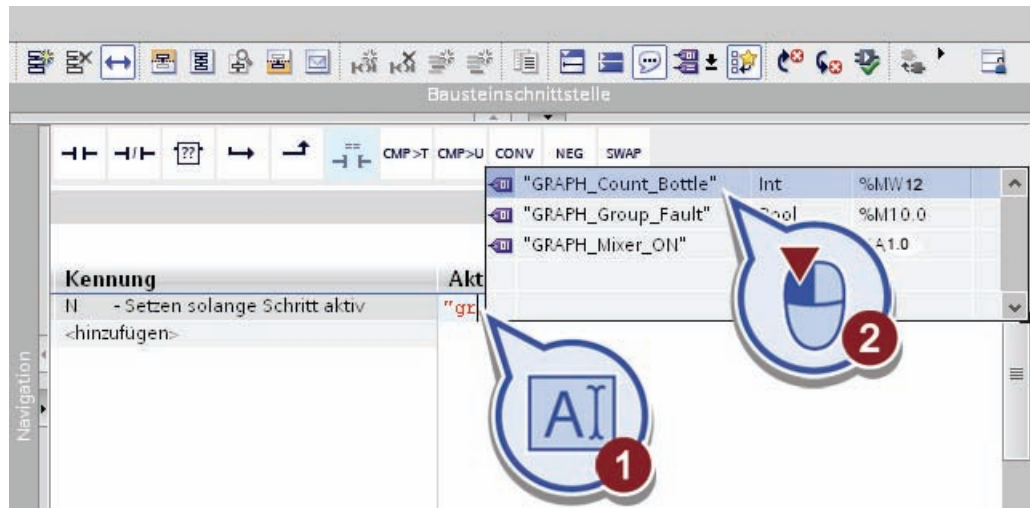 Bausteinschnittstelle
CMP>T CMP>U CONV NEG SWAP
"GRAPH_Count_Bottle" Int %MW12
"GRAPH_Group_Fault" %M10.0
"GRAPH_Mixer_ON" 1.0
Kennung Akt
N - Setzen solange Schritt aktiv "gr
<hinzufügen>
Navigation
A
1
2